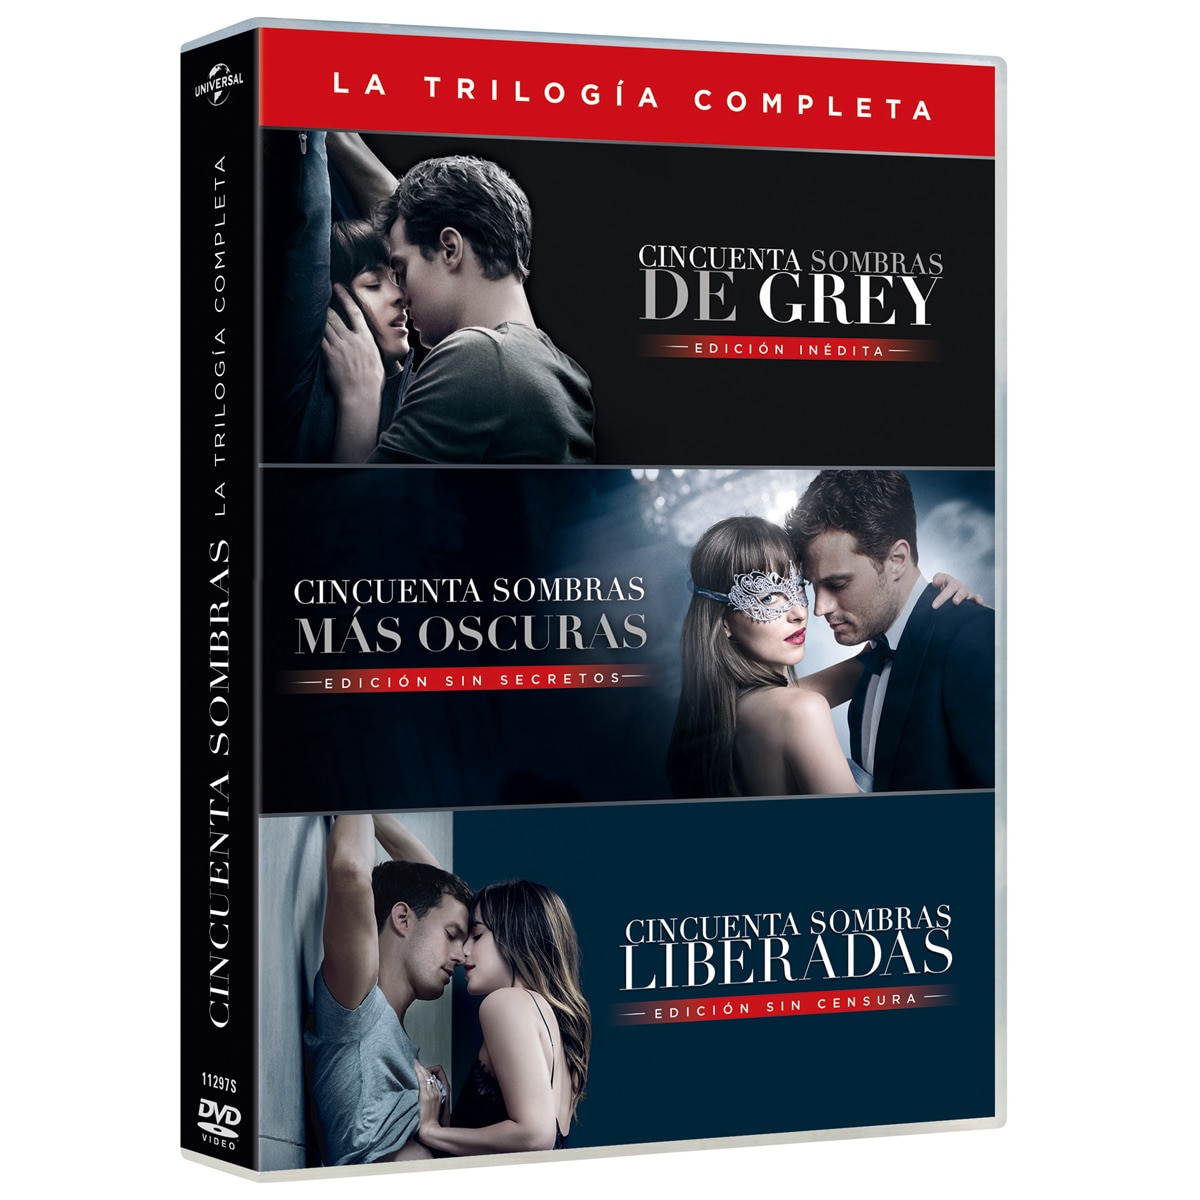 LA TRILOGÍA COMPLETA
CINCUENTA SOMBRAS
DE GREY
EDICIÓN INÉDITA
CINCUENTA SOMBRAS
MÁS OSCURAS
EDICIÓN SIN SECRETOS
CINCUENTA SOMBRAS
LIBERADAS
EDICIÓN SIN CENSURA
UNIVERSAL
CINCUENTA SOMBRAS LA TRILOGÍA COMPLETA
11297S
DVD
VIDEO